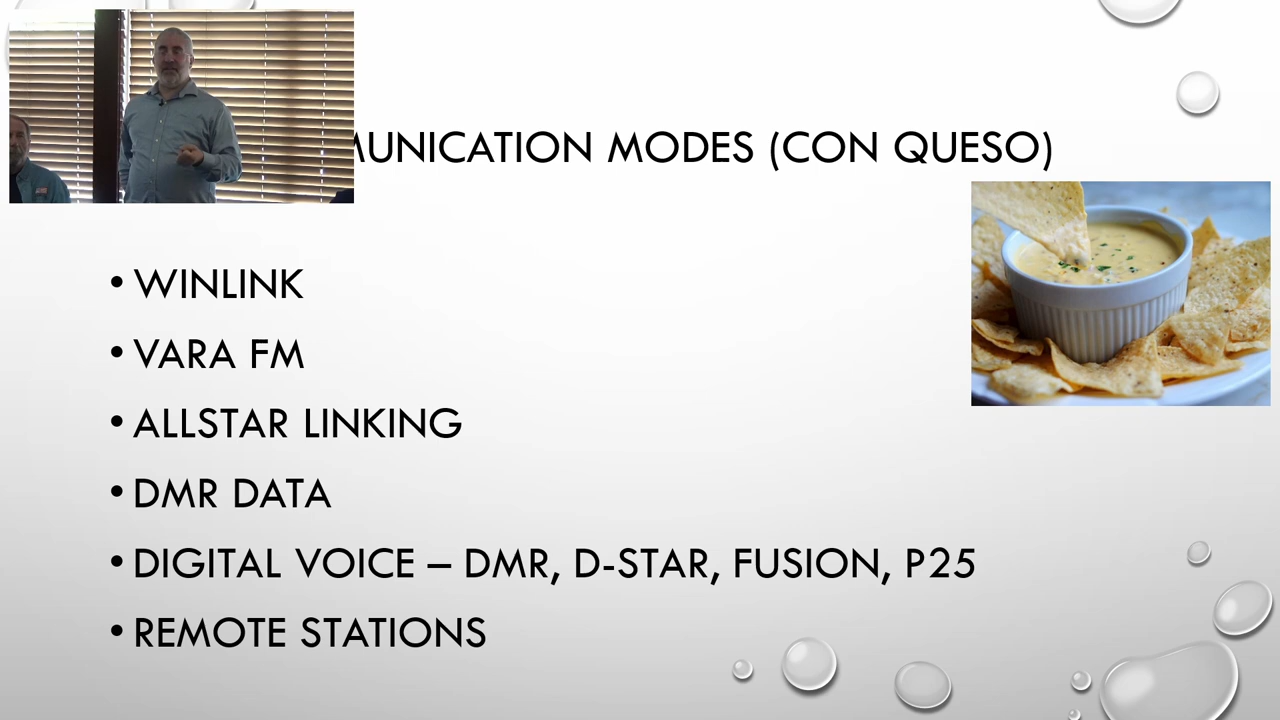 MUNICATION MODES (CON QUESO)
• WINLINK
• VARA FM
• ALLSTAR LINKING
• DMR DATA
• DIGITAL VOICE – DMR, D-STAR, FUSION, P25
• REMOTE STATIONS